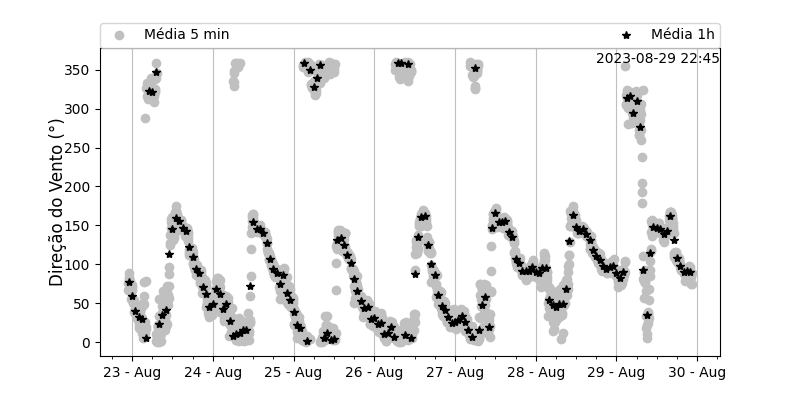 Média 5 min
Média 1h
2023-08-29 22:45
Direção do Vento (°)
350
300
250
200
150
100
50
0
23 - Aug
24 - Aug
25 - Aug
26 - Aug
27 - Aug
28 - Aug
29 - Aug
30 - Aug